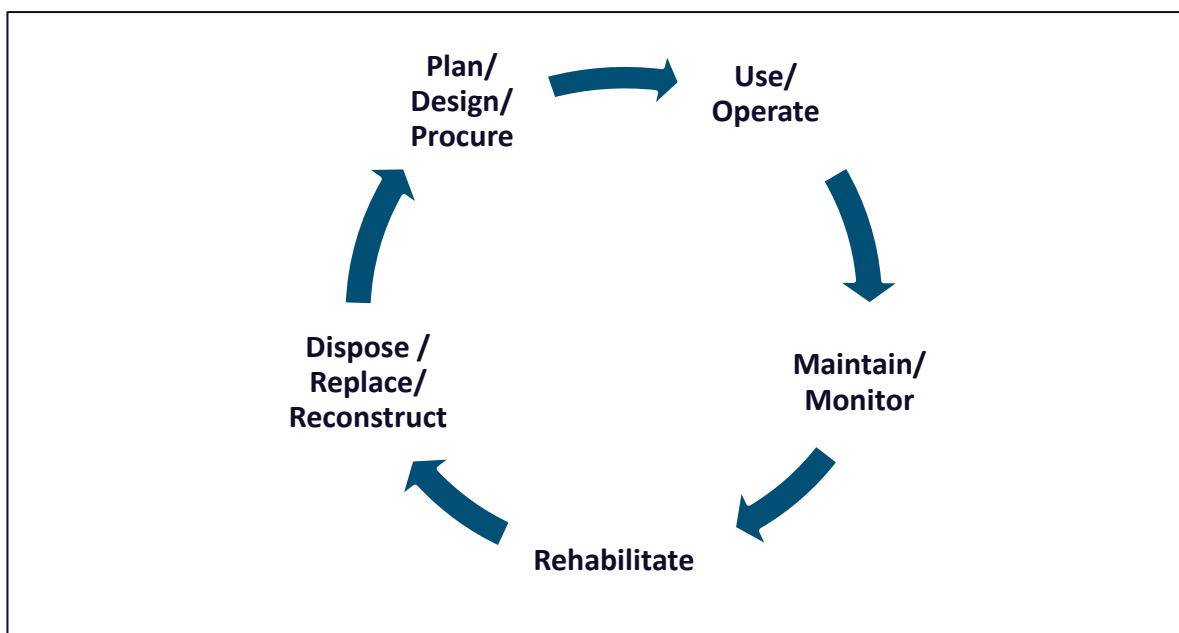 Plan/
Design/
Procure
Use/
Operate
Maintain/
Monitor
Rehabilitate
Dispose /
Replace/
Reconstruct